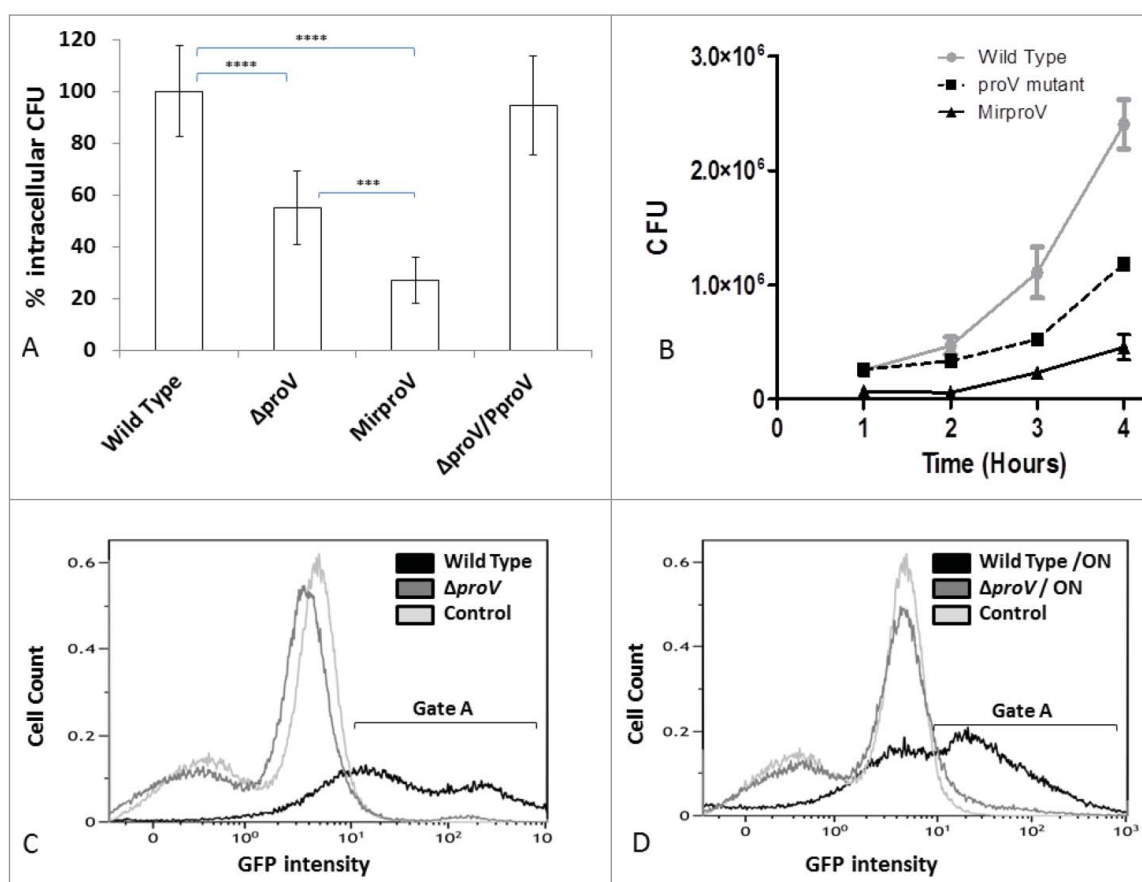 120
100
80
60
40
20
0
% intracellular CFU
****
****
***
Wild Type
ΔproV
MirproV
ΔproV/PproV
A
3.0×10⁶
2.0×10⁶
1.0×10⁶
0
CFU
Wild Type
proV mutant
MirproV
0 1 2 3 4
Time (Hours)
B
0.6
0.4
0.2
0
Cell Count
Wild Type
ΔproV
Control
Gate A
0 10⁰ 10¹ 10² 10
GFP intensity
C
0.6
0.4
0.2
0
Cell Count
Wild Type /ON
ΔproV / ON
Control
Gate A
0 10⁰ 10¹ 10² 10³
GFP intensity
D